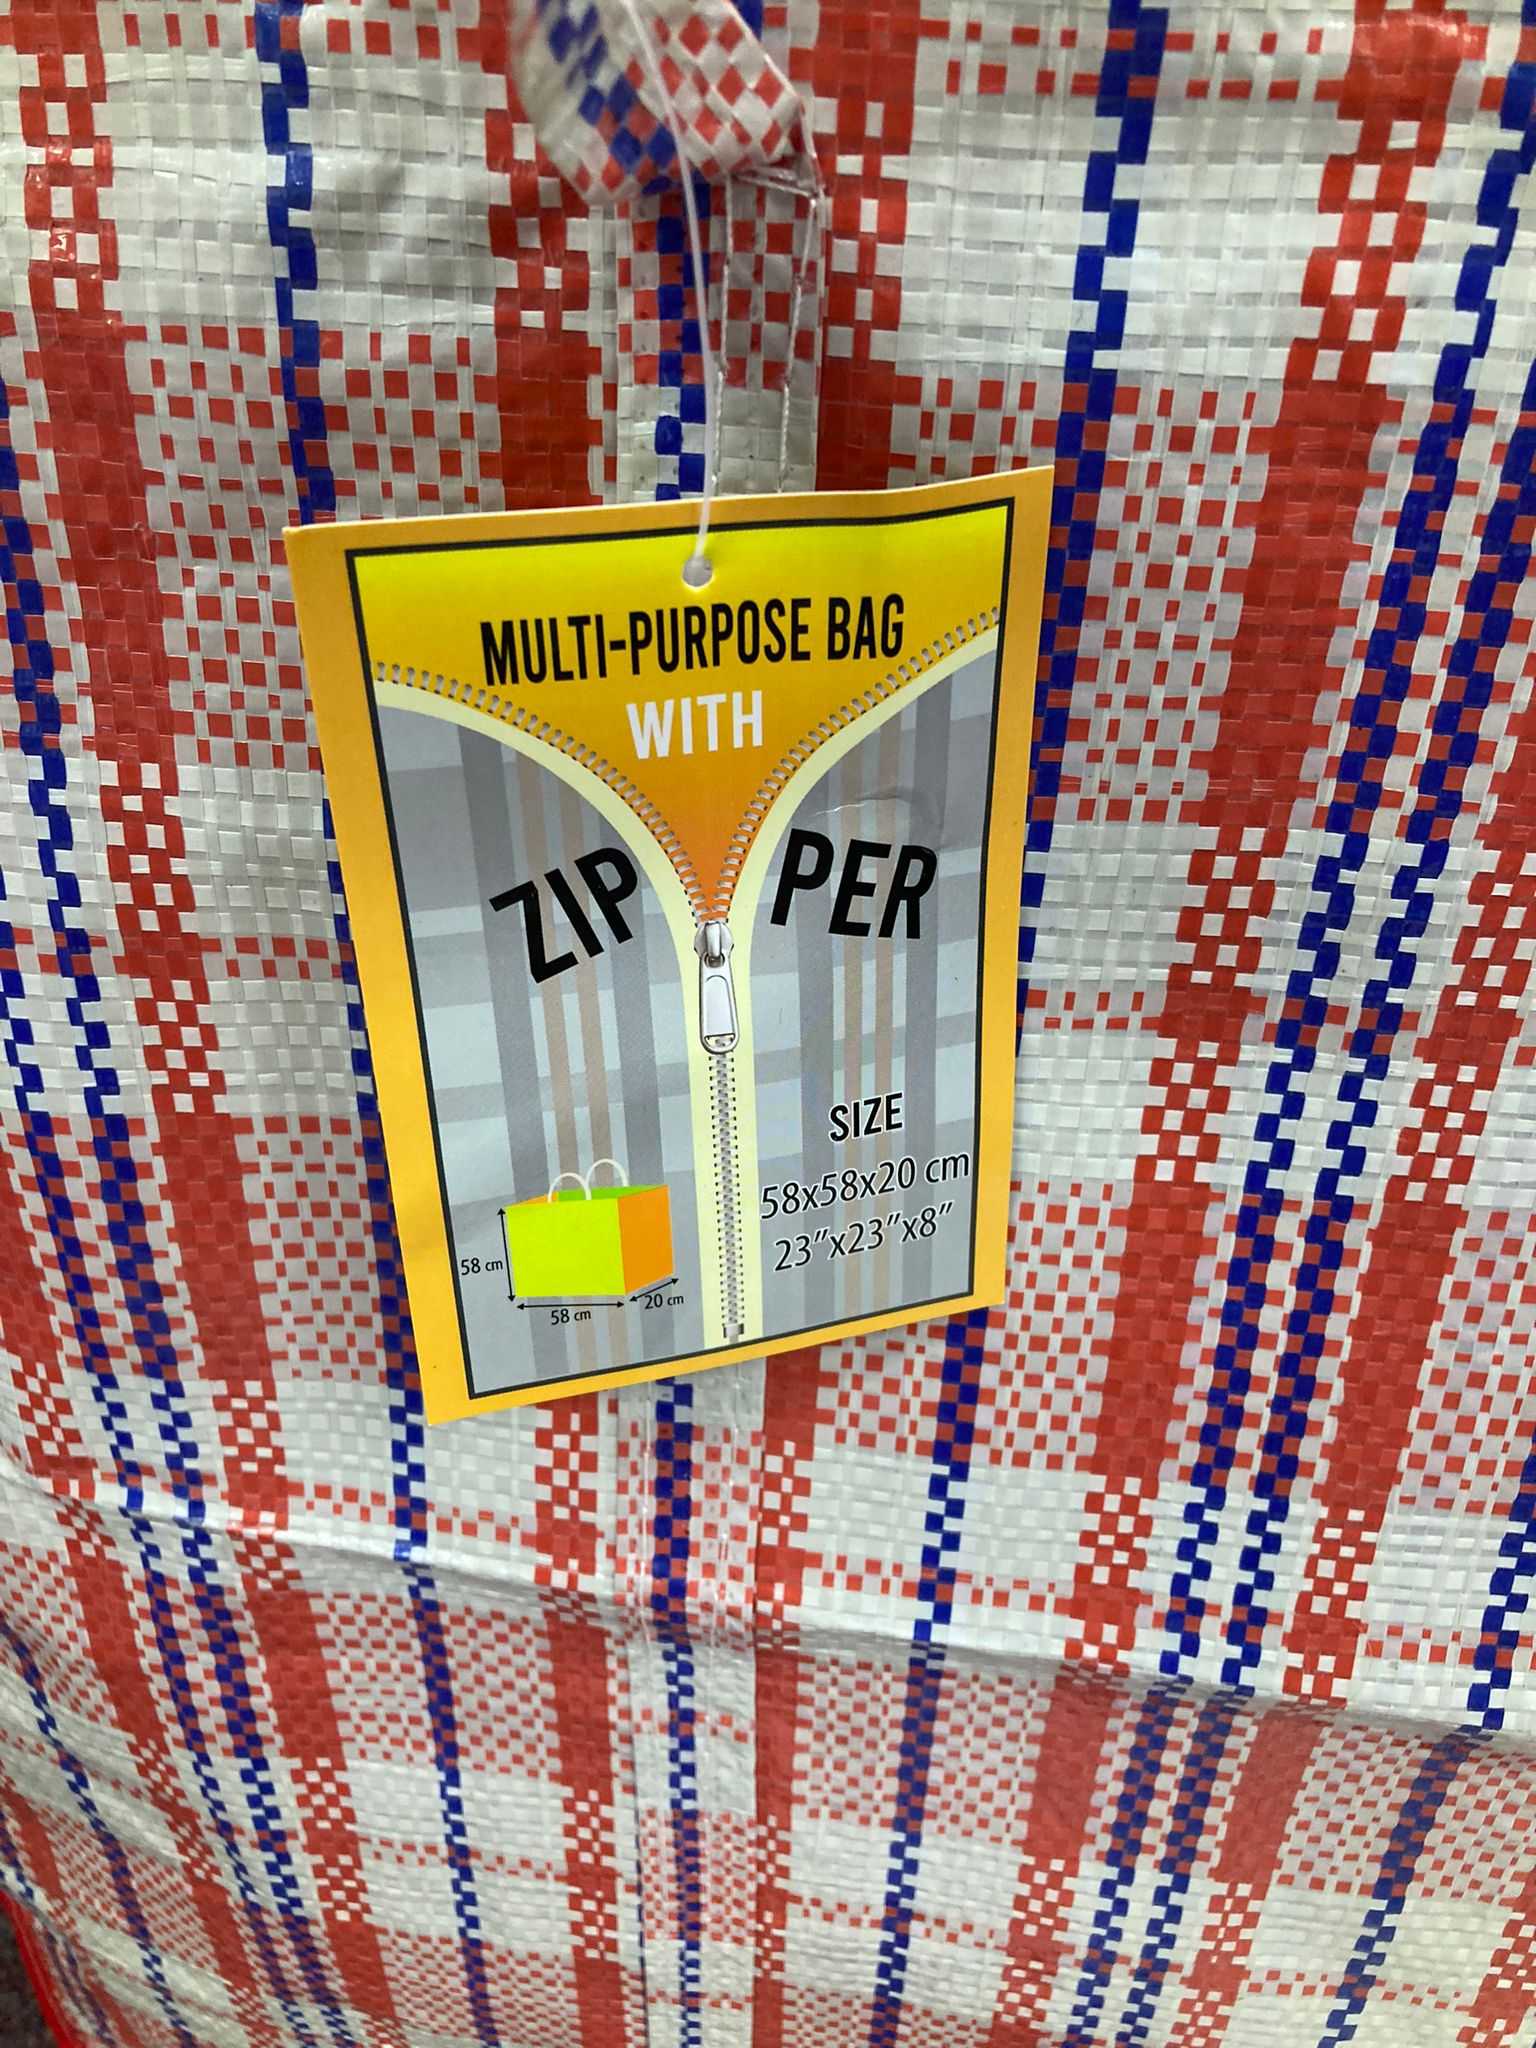 MULTI-PURPOSE BAG
WITH
ZIP PER
SIZE
58x58x20 cm
23"x23"x8"
58 cm
58 cm
20 cm